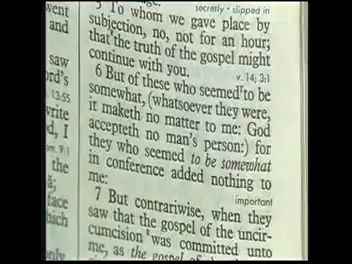 went
and
saw
ord's
13:55
write
d, I
m. 9:1
the
face
hich
secretly · slipped in
5 To whom we gave place by
subjection, no, not for an hour;
that the truth of the gospel might
continue with you.
v. 14; 3:1
6 But of these who seemed to be
somewhat, (whatsoever they were,
it maketh no matter to me: God
accepteth no man's person:) for
they who seemed to be somewhat
in conference added nothing to
me:
important
7 But contrariwise, when they
saw that the gospel of the uncir-
cumcision was committed unto
me, as the gospel of the